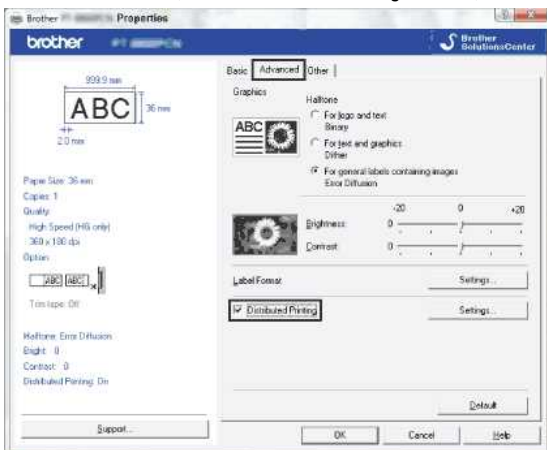 Brother Properties
brother
Brother
SolutionsCenter
999.9 mm
ABC
36 mm
2.0 mm
Paper Size: 36 mm
Copies: 1
Quality:
High Speed (HG only)
360 x 180 dpi
Option:
ABC ABC
Trim tape: Off
Halftone: Error Diffusion
Bright: 0
Contrast: 0
Distributed Printing: On
Support...
Basic Advanced Other
Graphics
ABC
Halftone
For logo and text
Binary
For text and graphics
Dither
For general labels containing images
Error Diffusion
-20 0 +20
Brightness: 0
Contrast: 0
Label Format
Settings...
Distributed Printing
Settings...
Default
OK Cancel Help